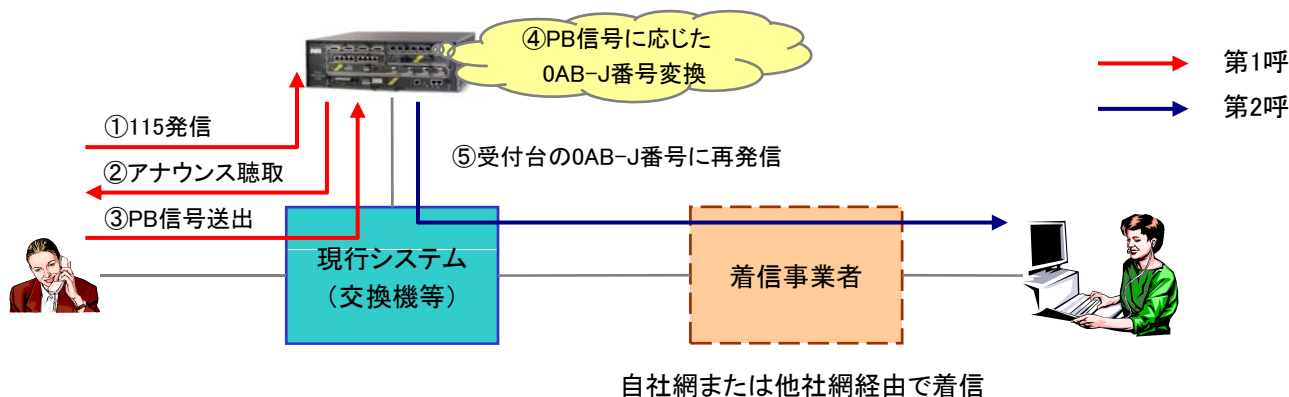 ④PB信号に応じた
0AB-J番号変換
第1呼
第2呼
①115発信
②アナウンス聴取
③PB信号送出
⑤受付台の0AB-J番号に再発信
現行システム
（交換機等）
着信事業者
自社網または他社網経由で着信